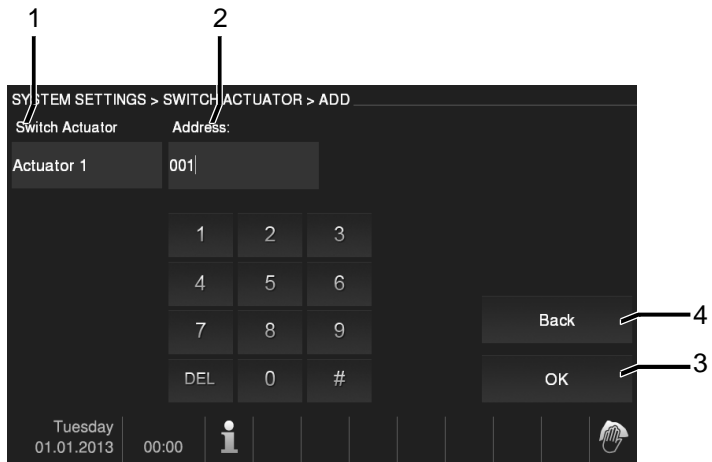 1 2
SYSTEM SETTINGS > SWITCH ACTUATOR > ADD
Switch Actuator Address:
Actuator 1 001
1 2 3
4 5 6
7 8 9
DEL 0 #
Back 4
OK 3
Tuesday
01.01.2013 00:00